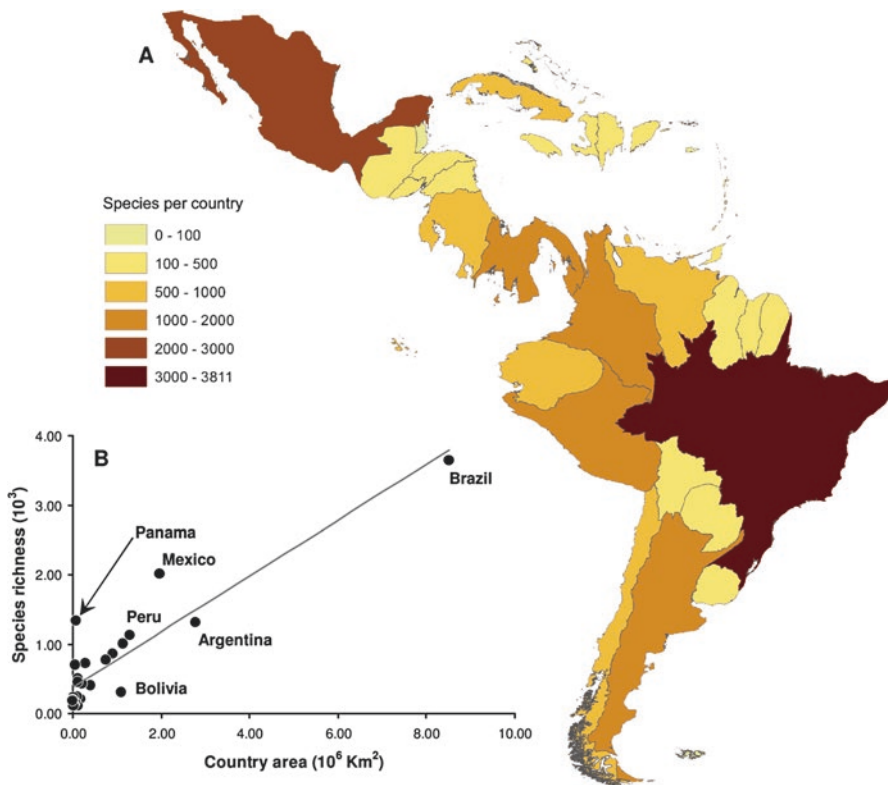 A
Species per country
0 - 100
100 - 500
500 - 1000
1000 - 2000
2000 - 3000
3000 - 3811
B
Species richness (10³)
4.00
3.00
2.00
1.00
0.00
Panama
Mexico
Brazil
Peru
Argentina
Bolivia
0.00 2.00 4.00 6.00 8.00 10.00
Country area (10⁶ Km²)